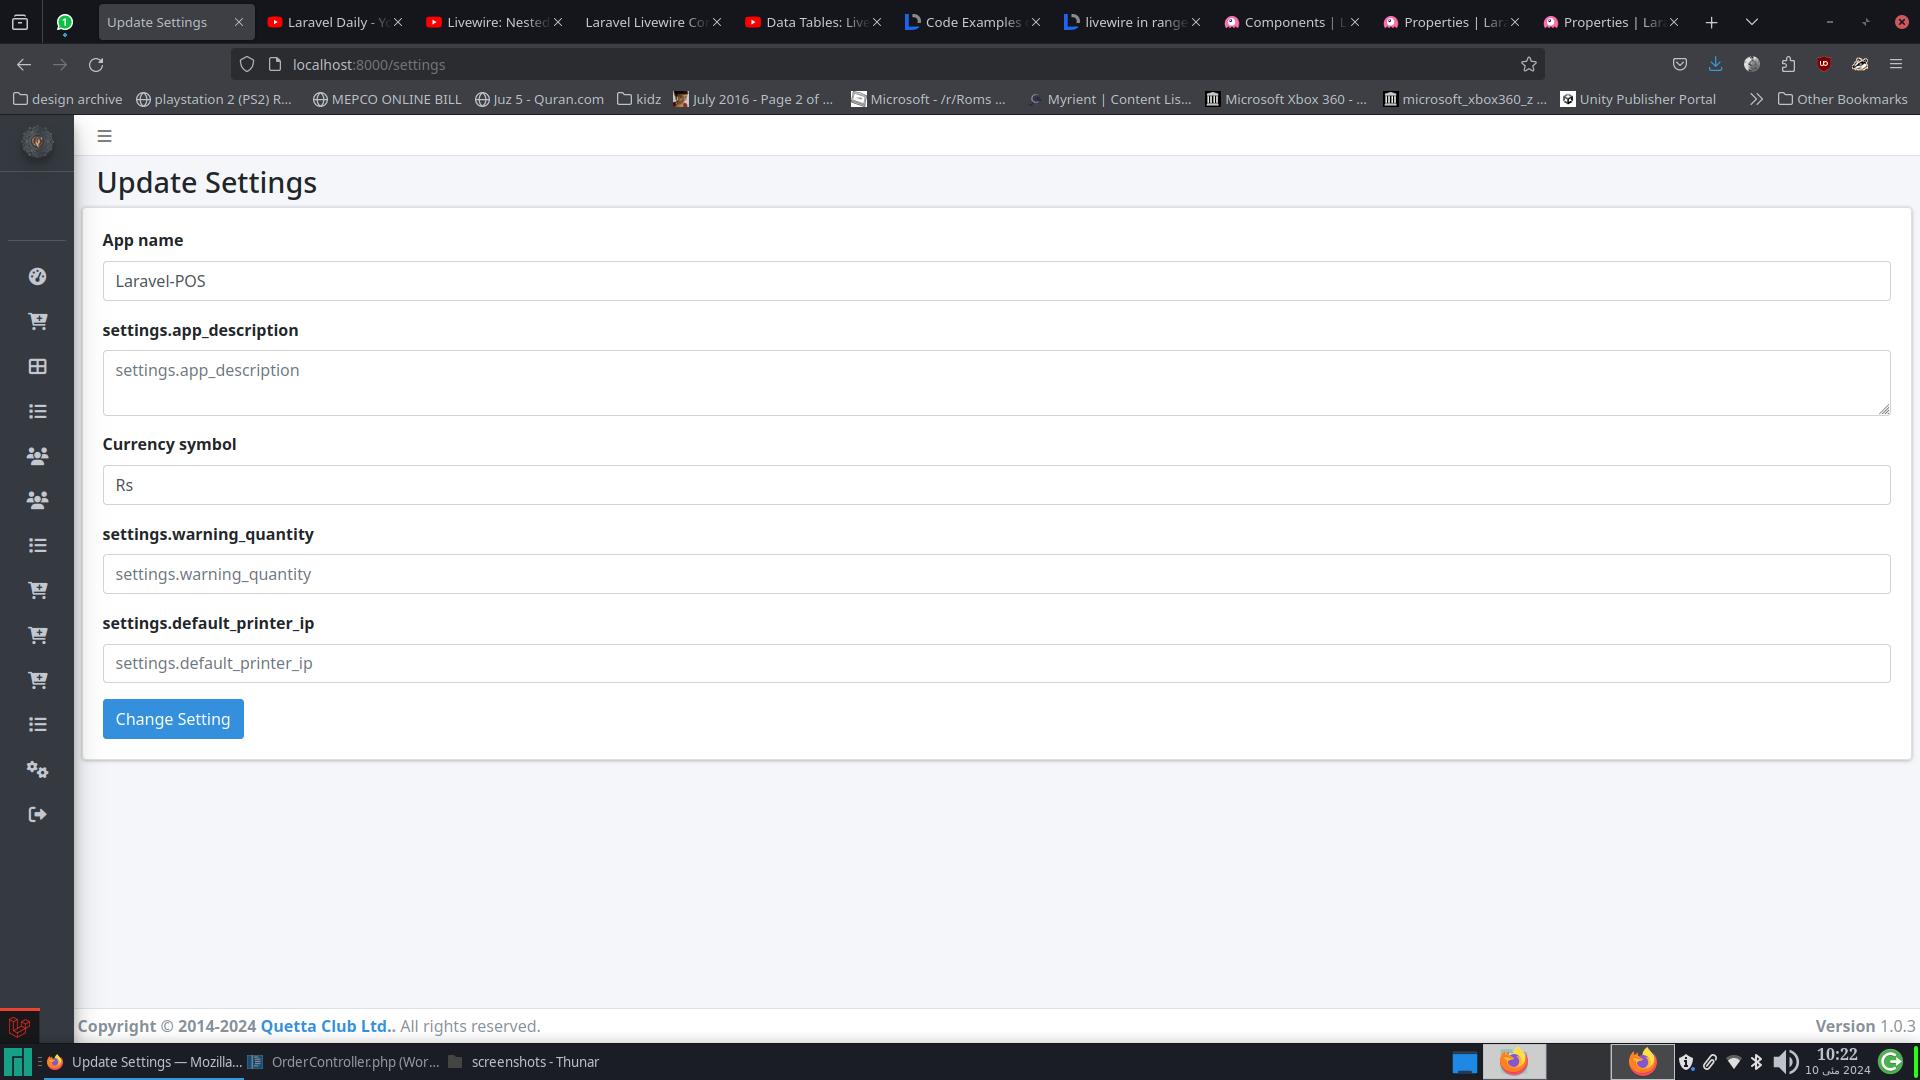 Update Settings
Laravel Daily - Yo
Livewire: Nested
Laravel Livewire Cor
Data Tables: Live
Code Examples
livewire in range
Components | L
Properties | Lar
Properties | Lar
localhost:8000/settings
design archive
playstation 2 (PS2) R...
MEPCO ONLINE BILL
Juz 5 - Quran.com
kidz
July 2016 - Page 2 of ...
Microsoft - /r/Roms ...
Myrient | Content Lis...
Microsoft Xbox 360 - ...
microsoft_xbox360_z ...
Unity Publisher Portal
Other Bookmarks
Update Settings
App name
Laravel-POS
settings.app_description
settings.app_description
Currency symbol
Rs
settings.warning_quantity
settings.warning_quantity
settings.default_printer_ip
settings.default_printer_ip
Change Setting
Copyright © 2014-2024 Quetta Club Ltd.. All rights reserved.
Version 1.0.3
Update Settings — Mozilla...
OrderController.php (Wor...
screenshots - Thunar
10:22
10 مئی 2024